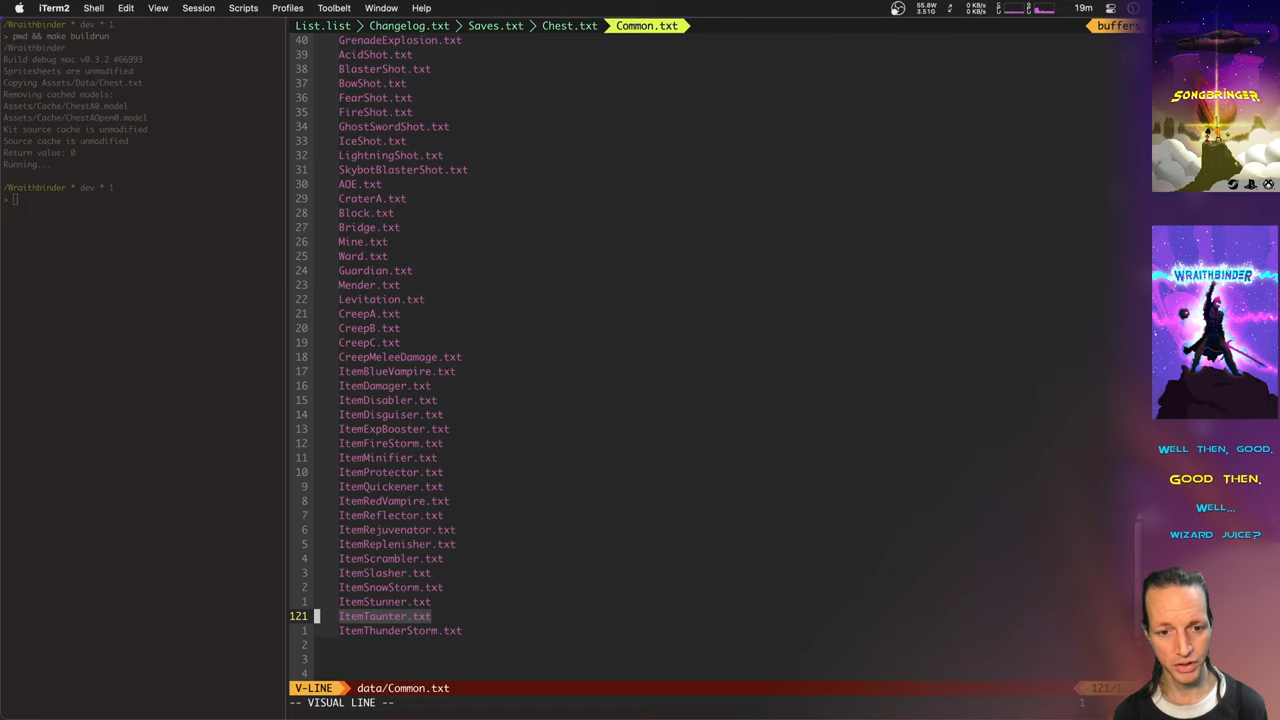 iTerm2 Shell Edit View Session Scripts Profiles Toolbelt Window Help 55.8W 3.51G 0 KB/s 0 KB/s 19m
/Wraithbinder * dev * 1
> pwd && make buildrun
/Wraithbinder
Build debug mac v0.3.2 #66993
Spritesheets are unmodified
Copying Assets/Data/Chest.txt
Removing cached models:
Assets/Cache/ChestA0.model
Assets/Cache/ChestAOpen0.model
Kit source cache is unmodified
Source cache is unmodified
Return value: 0
Running...
/Wraithbinder * dev * 1
>
List.list Changelog.txt Saves.txt Chest.txt Common.txt buffers
40 GrenadeExplosion.txt
39 AcidShot.txt
38 BlasterShot.txt
37 BowShot.txt
36 FearShot.txt
35 FireShot.txt
34 GhostSwordShot.txt
33 IceShot.txt
32 LightningShot.txt
31 SkybotBlasterShot.txt
30 AOE.txt
29 CraterA.txt
28 Block.txt
27 Bridge.txt
26 Mine.txt
25 Ward.txt
24 Guardian.txt
23 Mender.txt
22 Levitation.txt
21 CreepA.txt
20 CreepB.txt
19 CreepC.txt
18 CreepMeleeDamage.txt
17 ItemBlueVampire.txt
16 ItemDamager.txt
15 ItemDisabler.txt
14 ItemDisguiser.txt
13 ItemExpBooster.txt
12 ItemFireStorm.txt
11 ItemMinifier.txt
10 ItemProtector.txt
9 ItemQuickener.txt
8 ItemRedVampire.txt
7 ItemReflector.txt
6 ItemRejuvenator.txt
5 ItemReplenisher.txt
4 ItemScrambler.txt
3 ItemSlasher.txt
2 ItemSnowStorm.txt
1 ItemStunner.txt
121 ItemTaunter.txt
1 ItemThunderStorm.txt
2
3
4
V-LINE data/Common.txt
-- VISUAL LINE -- 1
SONGBRINGER
WRAITHBINDER
WELL THEN, GOOD.
GOOD THEN.
WELL...
WIZARD JUICE?